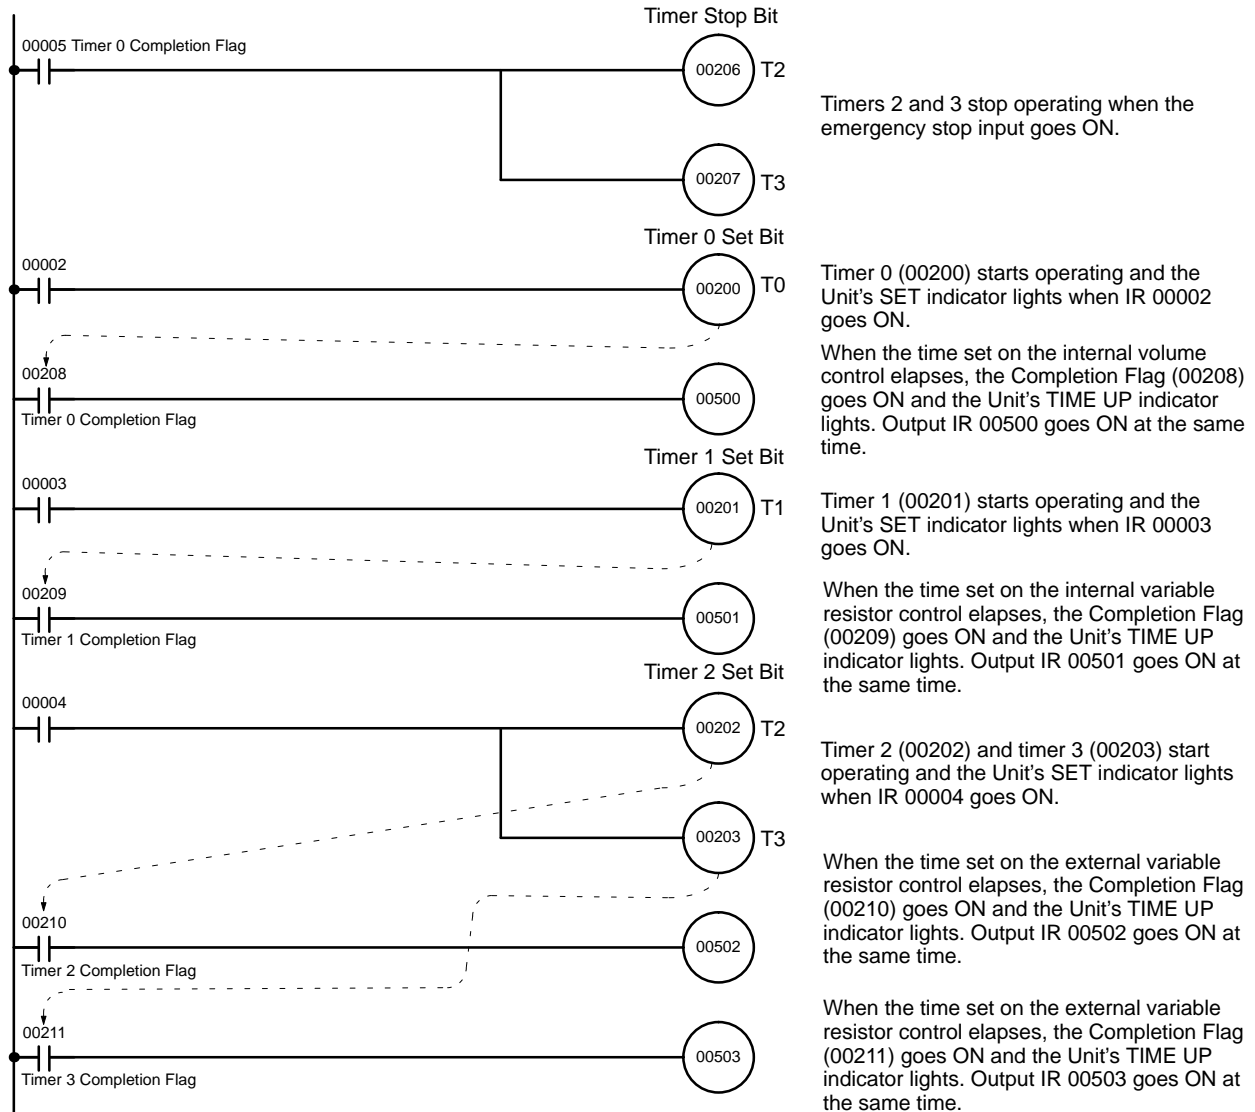 Timer Stop Bit
00005 Timer 0 Completion Flag
00206
T2
Timers 2 and 3 stop operating when the
emergency stop input goes ON.
00207
T3
Timer 0 Set Bit
00002
00200
T0
Timer 0 (00200) starts operating and the
Unit's SET indicator lights when IR 00002
goes ON.
00208
Timer 0 Completion Flag
00500
When the time set on the internal volume
control elapses, the Completion Flag (00208)
goes ON and the Unit's TIME UP indicator
lights. Output IR 00500 goes ON at the same
time.
Timer 1 Set Bit
00003
00201
T1
Timer 1 (00201) starts operating and the
Unit's SET indicator lights when IR 00003
goes ON.
00209
Timer 1 Completion Flag
00501
When the time set on the internal variable
resistor control elapses, the Completion Flag
(00209) goes ON and the Unit's TIME UP
indicator lights. Output IR 00501 goes ON at
the same time.
Timer 2 Set Bit
00004
00202
T2
Timer 2 (00202) and timer 3 (00203) start
operating and the Unit's SET indicator lights
when IR 00004 goes ON.
00203
T3
00210
Timer 2 Completion Flag
00502
When the time set on the external variable
resistor control elapses, the Completion Flag
(00210) goes ON and the Unit's TIME UP
indicator lights. Output IR 00502 goes ON at
the same time.
00211
Timer 3 Completion Flag
00503
When the time set on the external variable
resistor control elapses, the Completion Flag
(00211) goes ON and the Unit's TIME UP
indicator lights. Output IR 00503 goes ON at
the same time.